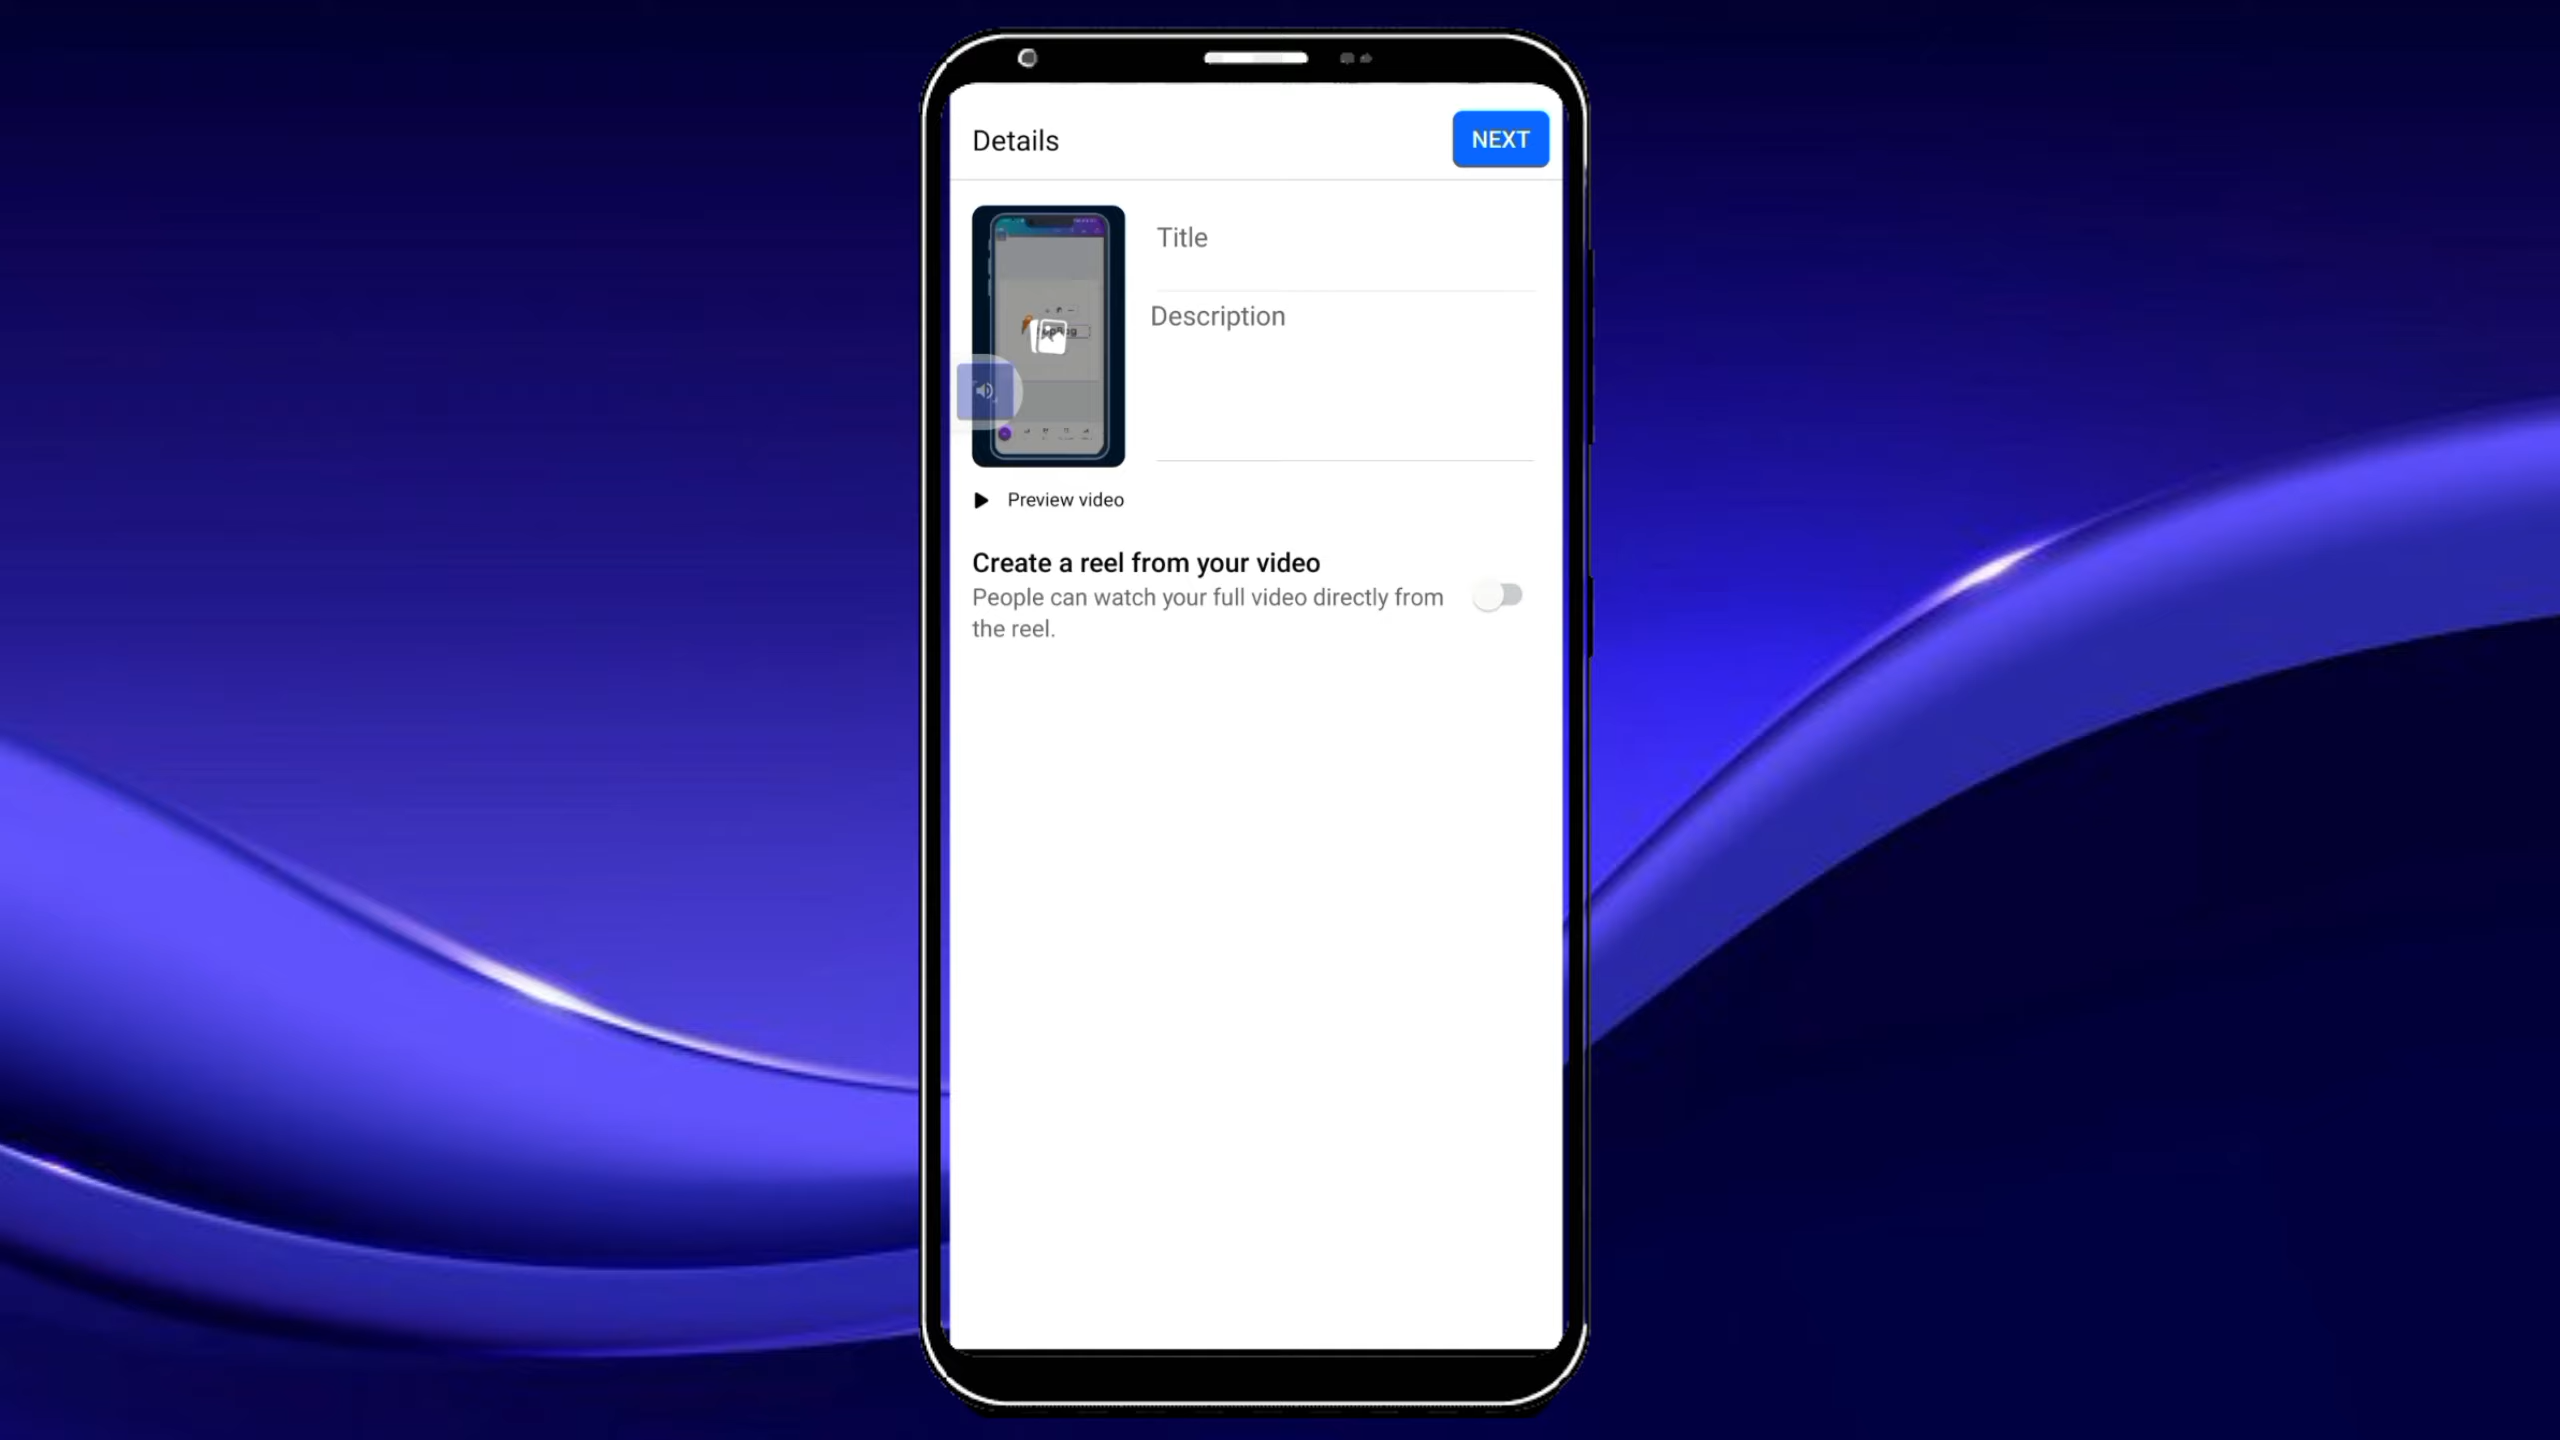 Details
NEXT
Title
Description
Preview video
Create a reel from your video
People can watch your full video directly from
the reel.